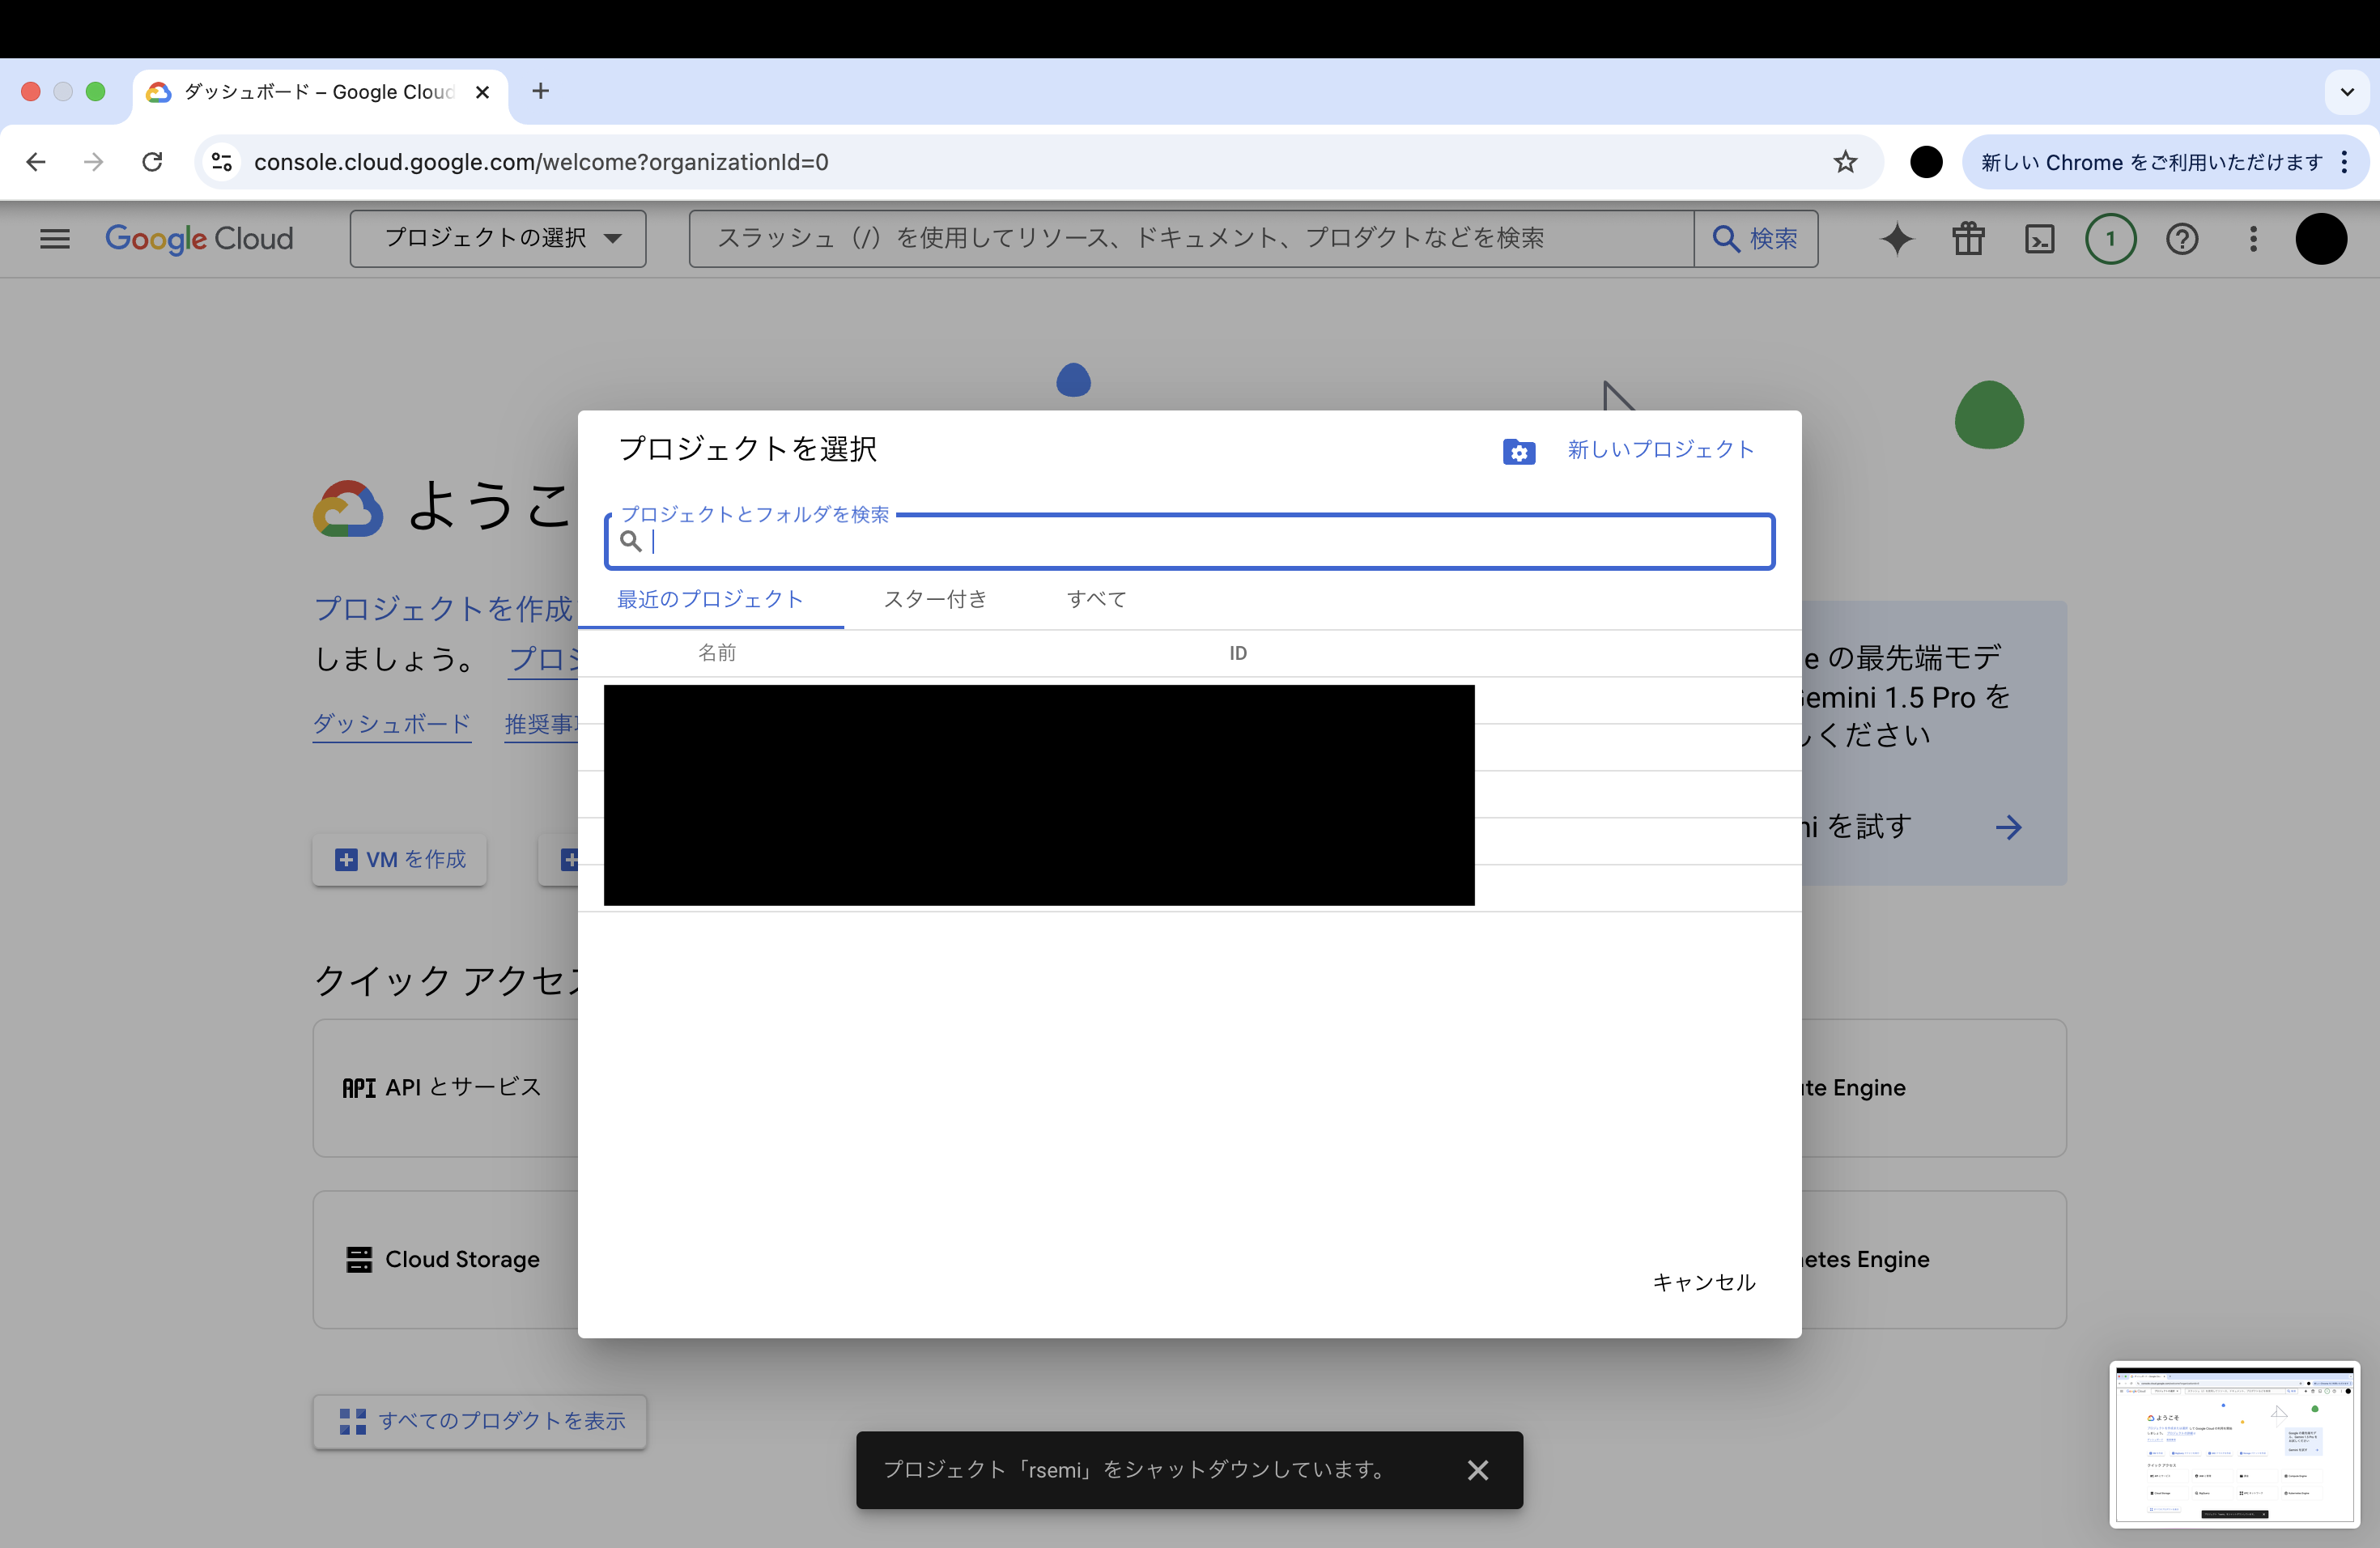 ダッシュボード – Google Cloud
console.cloud.google.com/welcome?organizationId=0
新しい Chrome をご利用いただけます
Google Cloud
プロジェクトの選択
スラッシュ（/）を使用してリソース、ドキュメント、プロダクトなどを検索
検索
1
ようこ
プロジェクトを作成
しましょう。 プロジ
ダッシュボード 推奨事
VM を作成
クイック アクセス
API API とサービス
Cloud Storage
すべてのプロダクトを表示
プロジェクトを選択
新しいプロジェクト
プロジェクトとフォルダを検索
最近のプロジェクト スター付き すべて
名前 ID
キャンセル
e の最先端モデ
Gemini 1.5 Pro を
しください
ni を試す
te Engine
etes Engine
プロジェクト「rsemi」をシャットダウンしています。